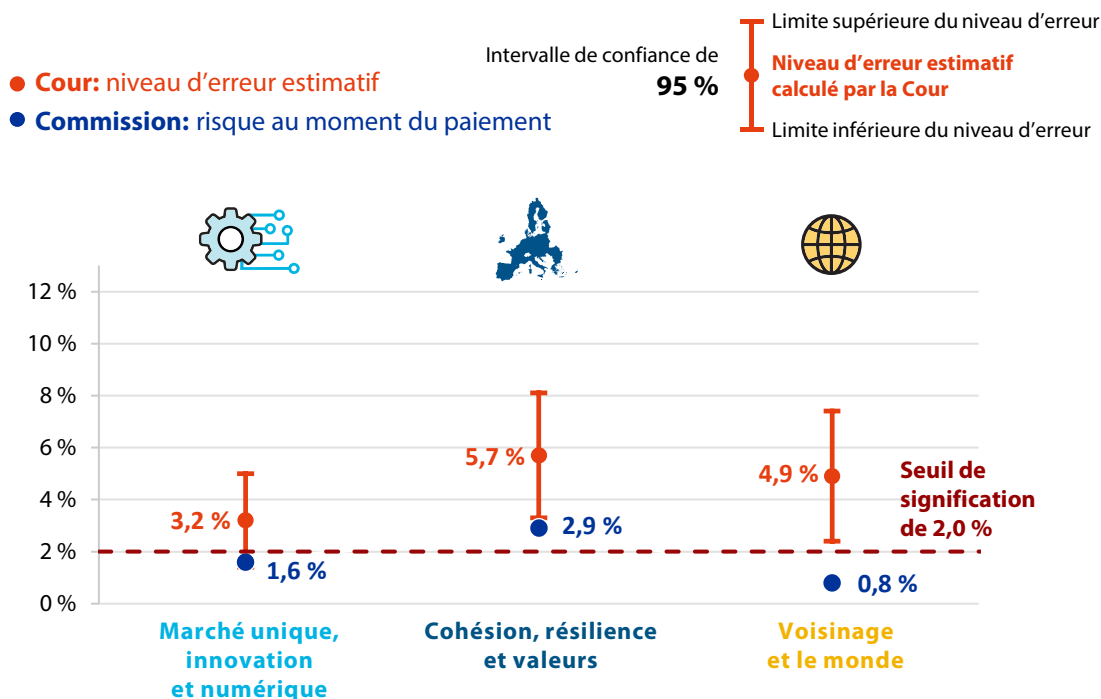 Cour: niveau d'erreur estimatif
Commission: risque au moment du paiement
Intervalle de confiance de
95 %
Limite supérieure du niveau d'erreur
Niveau d'erreur estimatif
calculé par la Cour
Limite inférieure du niveau d'erreur
12 %
10 %
8 %
6 %
4 %
2 %
0 %
3,2 %
1,6 %
5,7 %
2,9 %
4,9 %
0,8 %
Seuil de
signification
de 2,0 %
Marché unique,
innovation
et numérique
Cohésion, résilience
et valeurs
Voisinage
et le monde